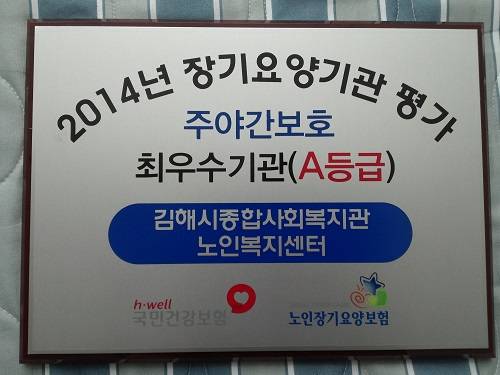 2014년 장기요양기관 평가
주야간보호
최우수기관(A등급)
김해시종합사회복지관
노인복지센터
h·well
국민건강보험
노인장기요양보험